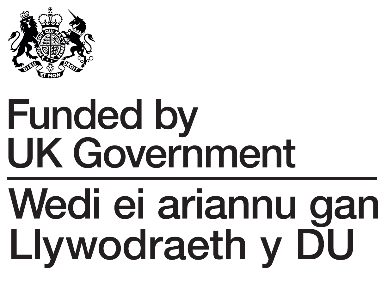 Funded by
UK Government
Wedi ei ariannu gan
Llywodraeth y DU